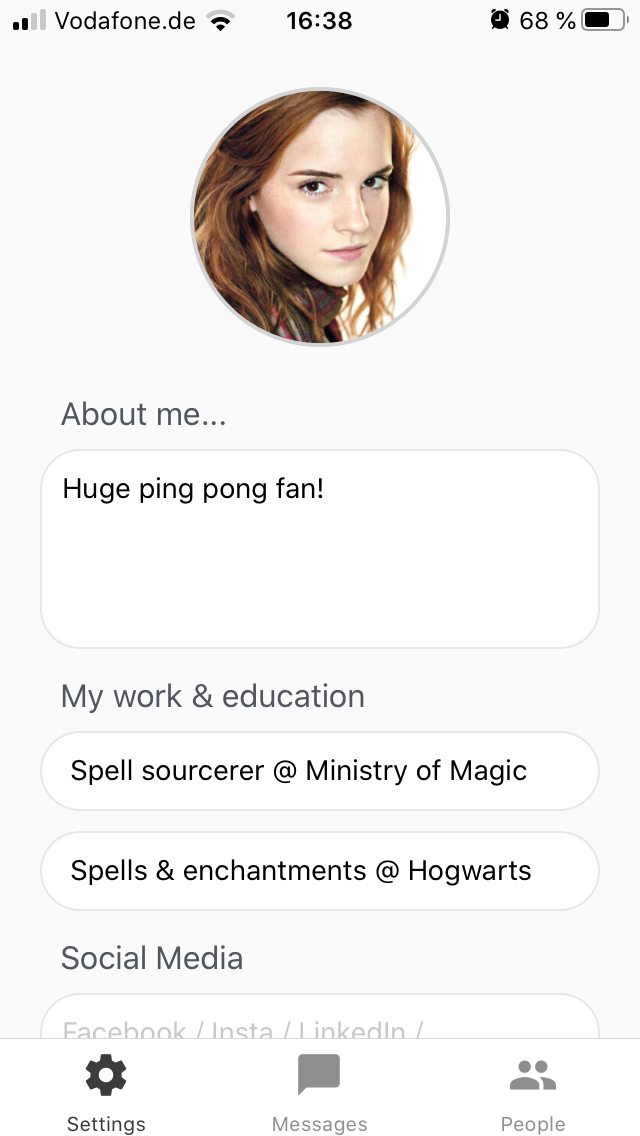 Vodafone.de 16:38 68 %
About me...
Huge ping pong fan!
My work & education
Spell sourcerer @ Ministry of Magic
Spells & enchantments @ Hogwarts
Social Media
Facebook / Insta / LinkedIn /
Settings Messages People